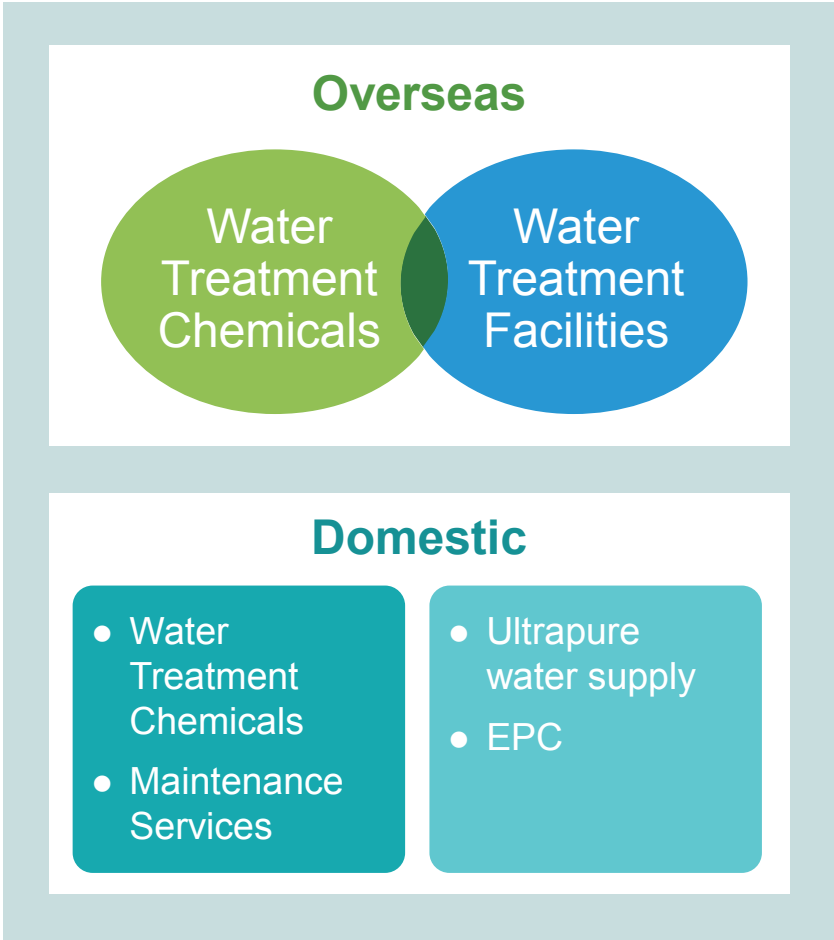 Overseas
Water
Treatment
Chemicals
Water
Treatment
Facilities
Domestic
● Water
Treatment
Chemicals
● Maintenance
Services
● Ultrapure
water supply
● EPC